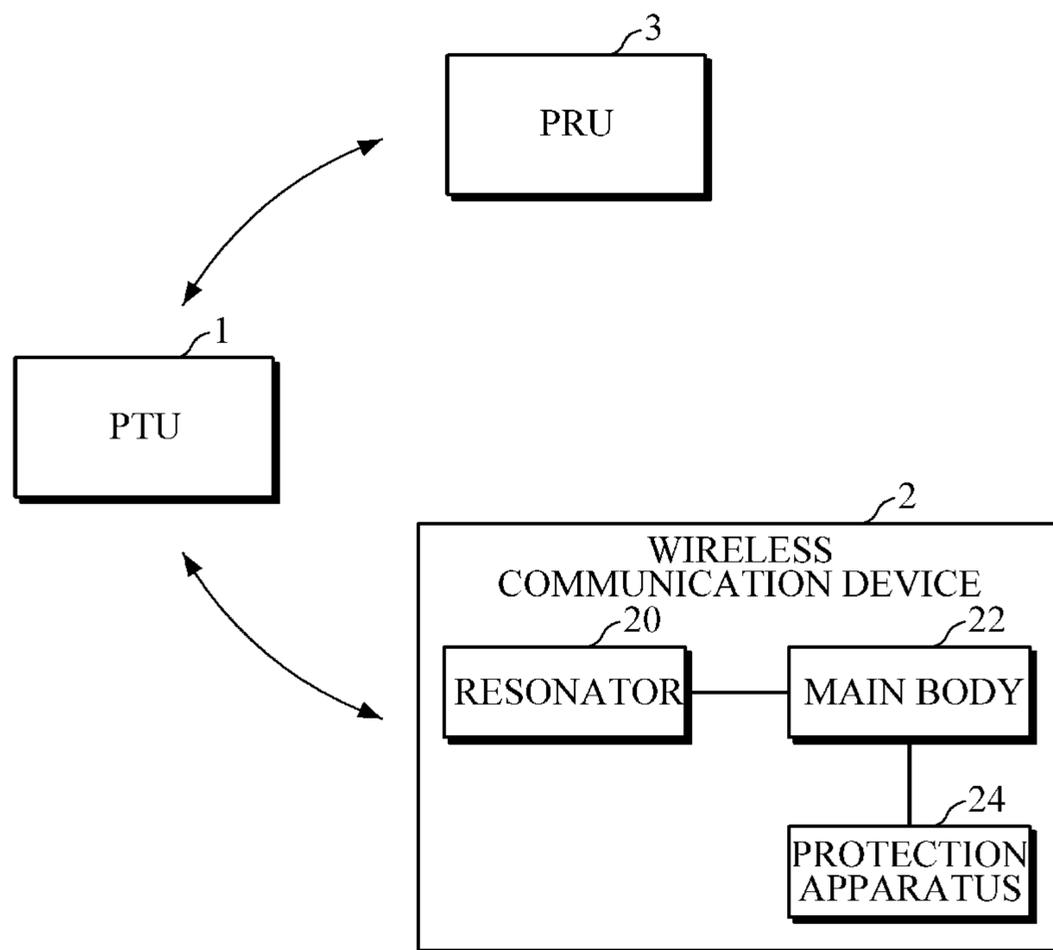 3
PRU
1
PTU
2
WIRELESS
COMMUNICATION DEVICE
20
22
RESONATOR
MAIN BODY
24
PROTECTION
APPARATUS